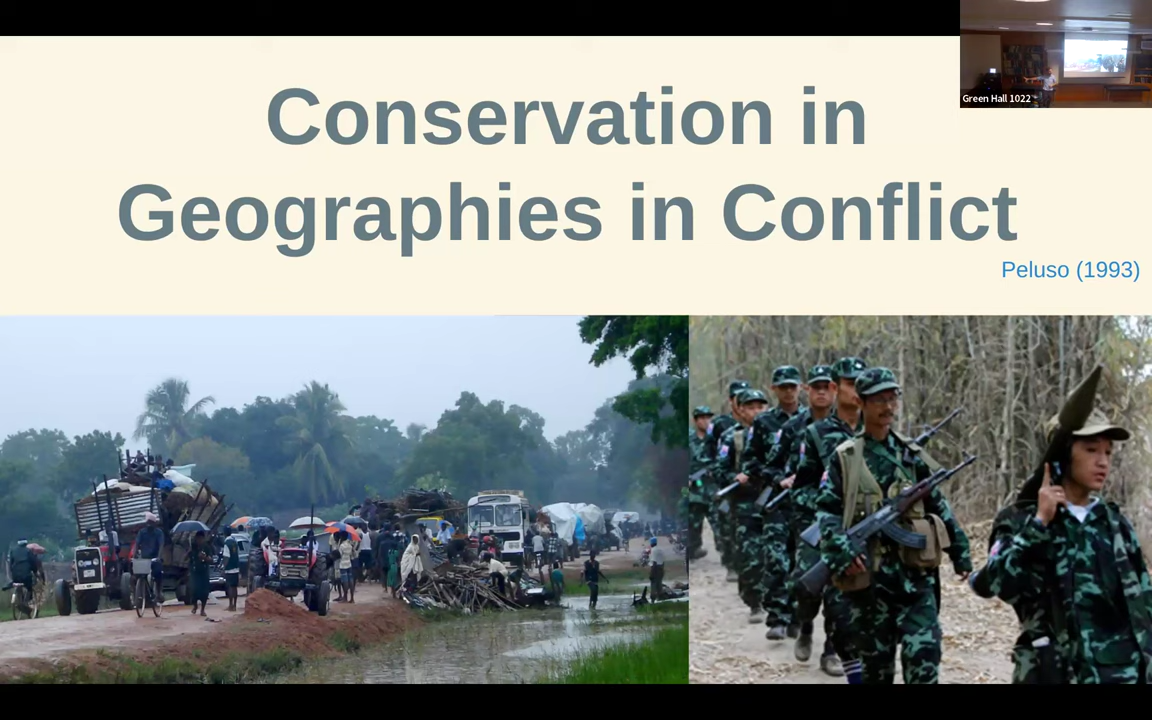 Conservation in
Geographies in Conflict
Peluso (1993)
Green Hall 1022